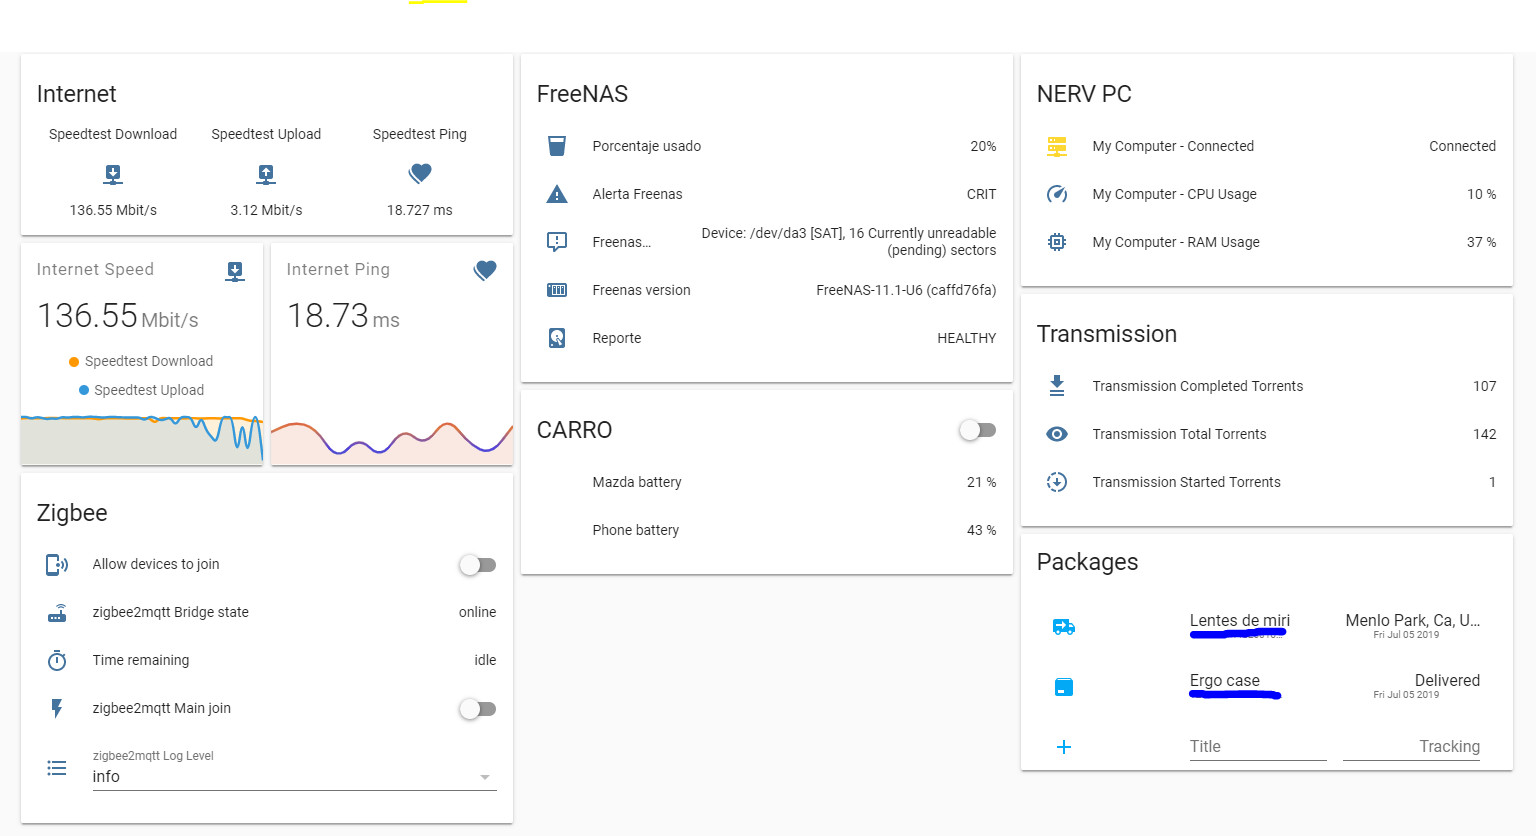 Internet
Speedtest Download
Speedtest Upload
Speedtest Ping
136.55 Mbit/s
3.12 Mbit/s
18.727 ms
Internet Speed
136.55 Mbit/s
Speedtest Download
Speedtest Upload
Internet Ping
18.73 ms
Zigbee
Allow devices to join
zigbee2mqtt Bridge state online
Time remaining idle
zigbee2mqtt Main join
zigbee2mqtt Log Level
info
FreeNAS
Porcentaje usado 20%
Alerta Freenas CRIT
Freenas... Device: /dev/da3 [SAT], 16 Currently unreadable
(pending) sectors
Freenas version FreeNAS-11.1-U6 (caffd76fa)
Reporte HEALTHY
CARRO
Mazda battery 21 %
Phone battery 43 %
NERV PC
My Computer - Connected Connected
My Computer - CPU Usage 10 %
My Computer - RAM Usage 37 %
Transmission
Transmission Completed Torrents 107
Transmission Total Torrents 142
Transmission Started Torrents 1
Packages
Lentes de miri Menlo Park, Ca, U...
Fri Jul 05 2019
Ergo case Delivered
Fri Jul 05 2019
Title Tracking